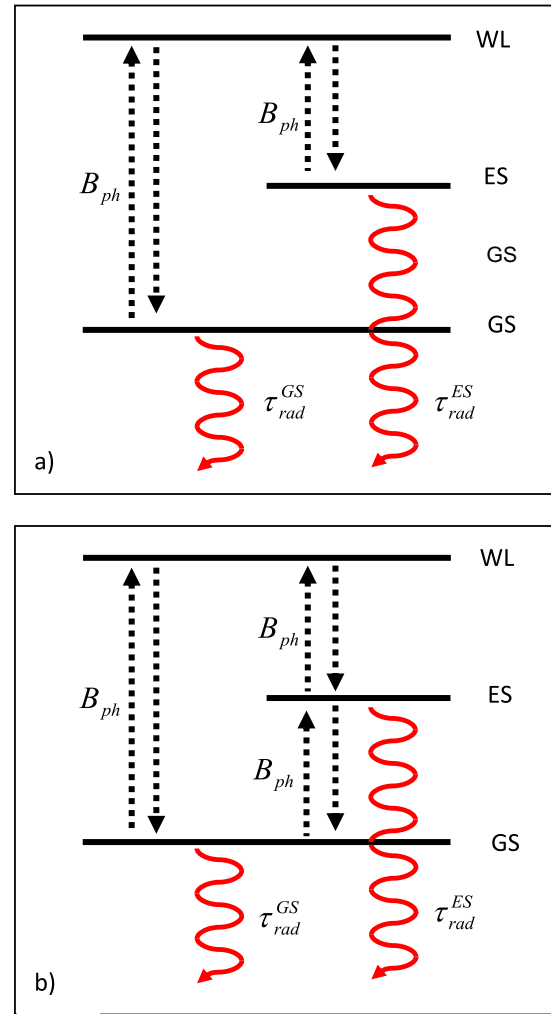 WL
B_ph
B_ph
ES
GS
GS
τ_rad^GS
τ_rad^ES
a)
WL
B_ph
B_ph
ES
B_ph
GS
τ_rad^GS
τ_rad^ES
b)